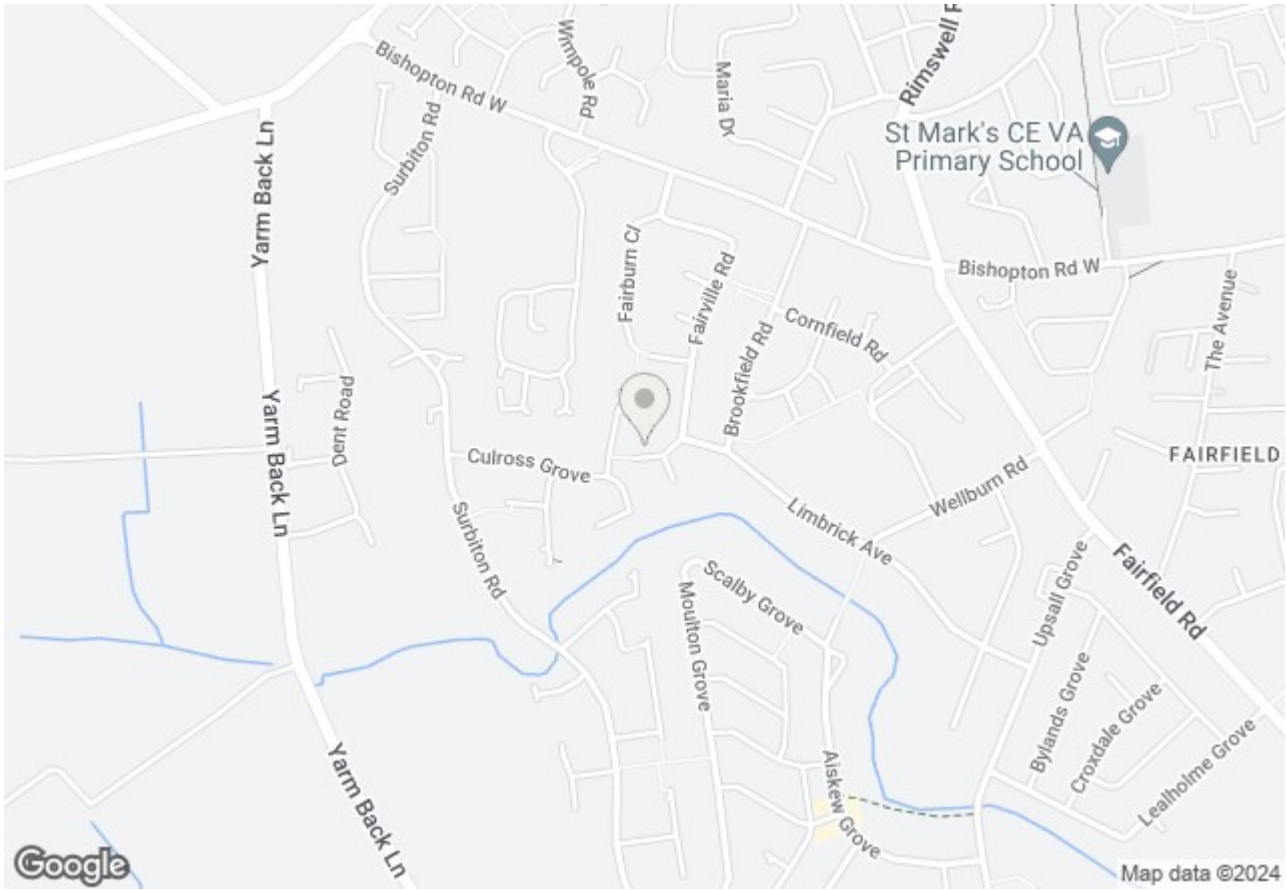 Wimpole Rd
Bishopton Rd W
Maria Dr
Rimswell R
St Mark's CE VA
Primary School
Surbiton Rd
Yarm Back Ln
Fairburn Cl
Fairville Rd
Bishopton Rd W
Cornfield Rd
Brookfield Rd
The Avenue
Dent Road
Yarm Back Ln
Culross Grove
FAIRFIELD
Wellburn Rd
Limbrick Ave
Surbiton Rd
Scalby Grove
Moulton Grove
Upsall Grove
Fairfield Rd
Bylands Grove
Croxdale Grove
Lealholme Grove
Yarm Back Ln
Aiskew Grove
Google
Map data ©2024